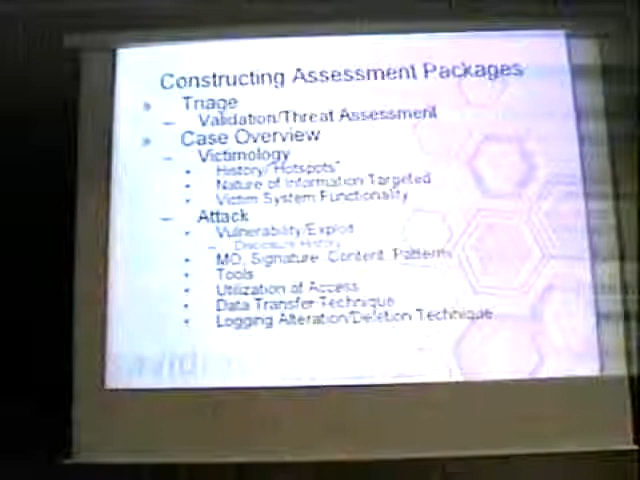 Constructing Assessment Packages
Triage
– Validation/Threat Assessment
Case Overview
– Victimology
• History/"Hotspots"
• Nature of Information Targeted
• Victim System Functionality
– Attack
• Vulnerability/Exploit
– Disclosure History
• MO, Signature, Content, Patterns
• Tools
• Utilization of Access
• Data Transfer Technique
• Logging Alteration/Deletion Technique